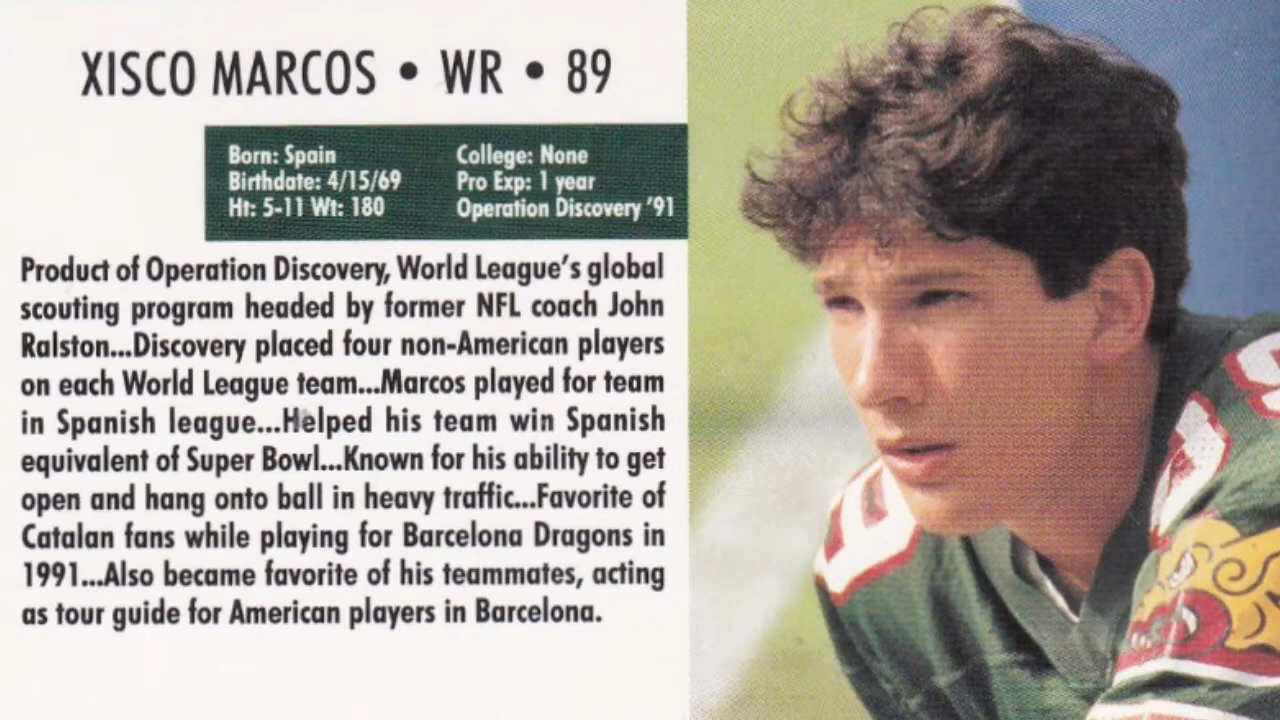 XISCO MARCOS • WR • 89
Born: Spain
Birthdate: 4/15/69
Ht: 5-11 Wt: 180
College: None
Pro Exp: 1 year
Operation Discovery '91
Product of Operation Discovery, World League's global
scouting program headed by former NFL coach John
Ralston...Discovery placed four non-American players
on each World League team...Marcos played for team
in Spanish league...Helped his team win Spanish
equivalent of Super Bowl...Known for his ability to get
open and hang onto ball in heavy traffic...Favorite of
Catalan fans while playing for Barcelona Dragons in
1991...Also became favorite of his teammates, acting
as tour guide for American players in Barcelona.